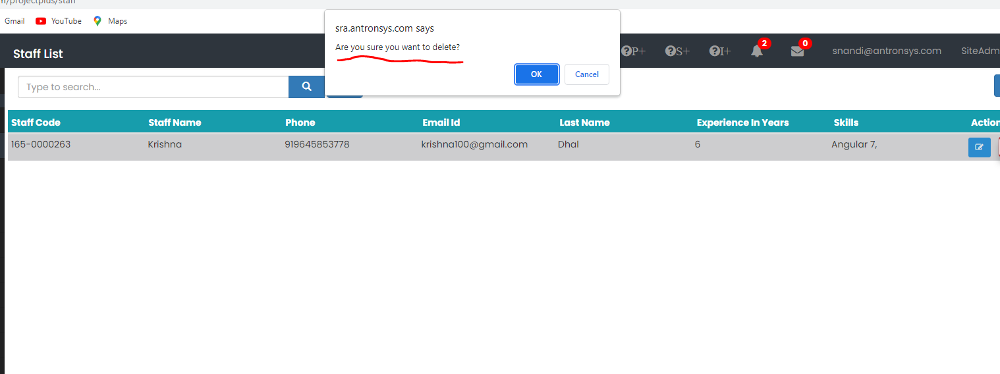 /projectplus/staff
Gmail YouTube Maps
sra.antronsys.com says
Are you sure you want to delete?
OK Cancel
Staff List
P+ S+ I+ 2 0 snandi@antronsys.com SiteAdm
Type to search...
Staff Code Staff Name Phone Email Id Last Name Experience In Years Skills Action
165-0000263 Krishna 919645853778 krishna100@gmail.com Dhal 6 Angular 7,